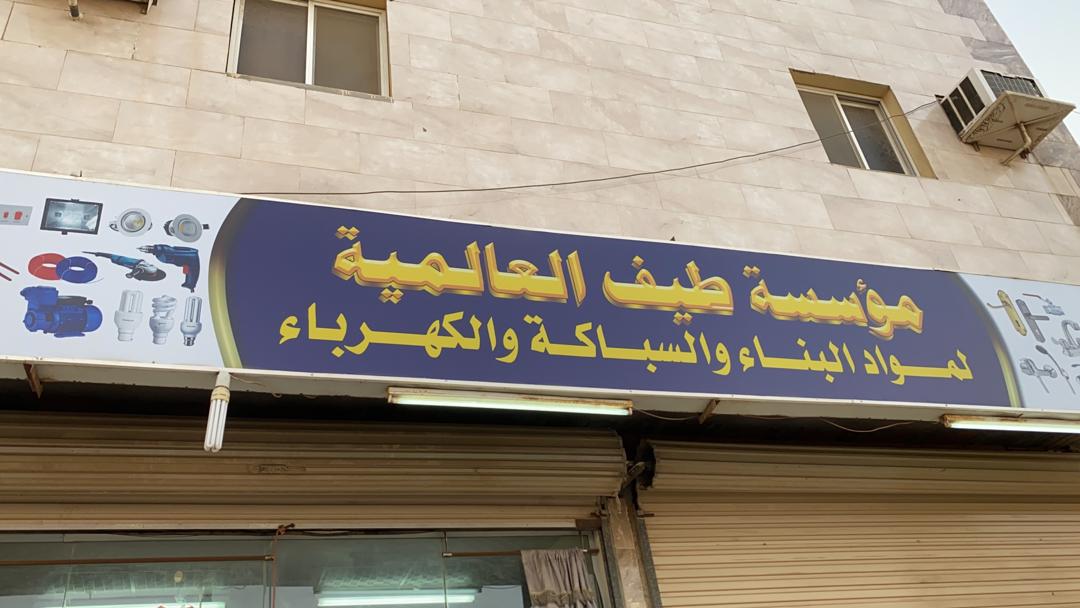 مؤسسة طيف العالمية
لمواد البناء والسباكة والكهرباء